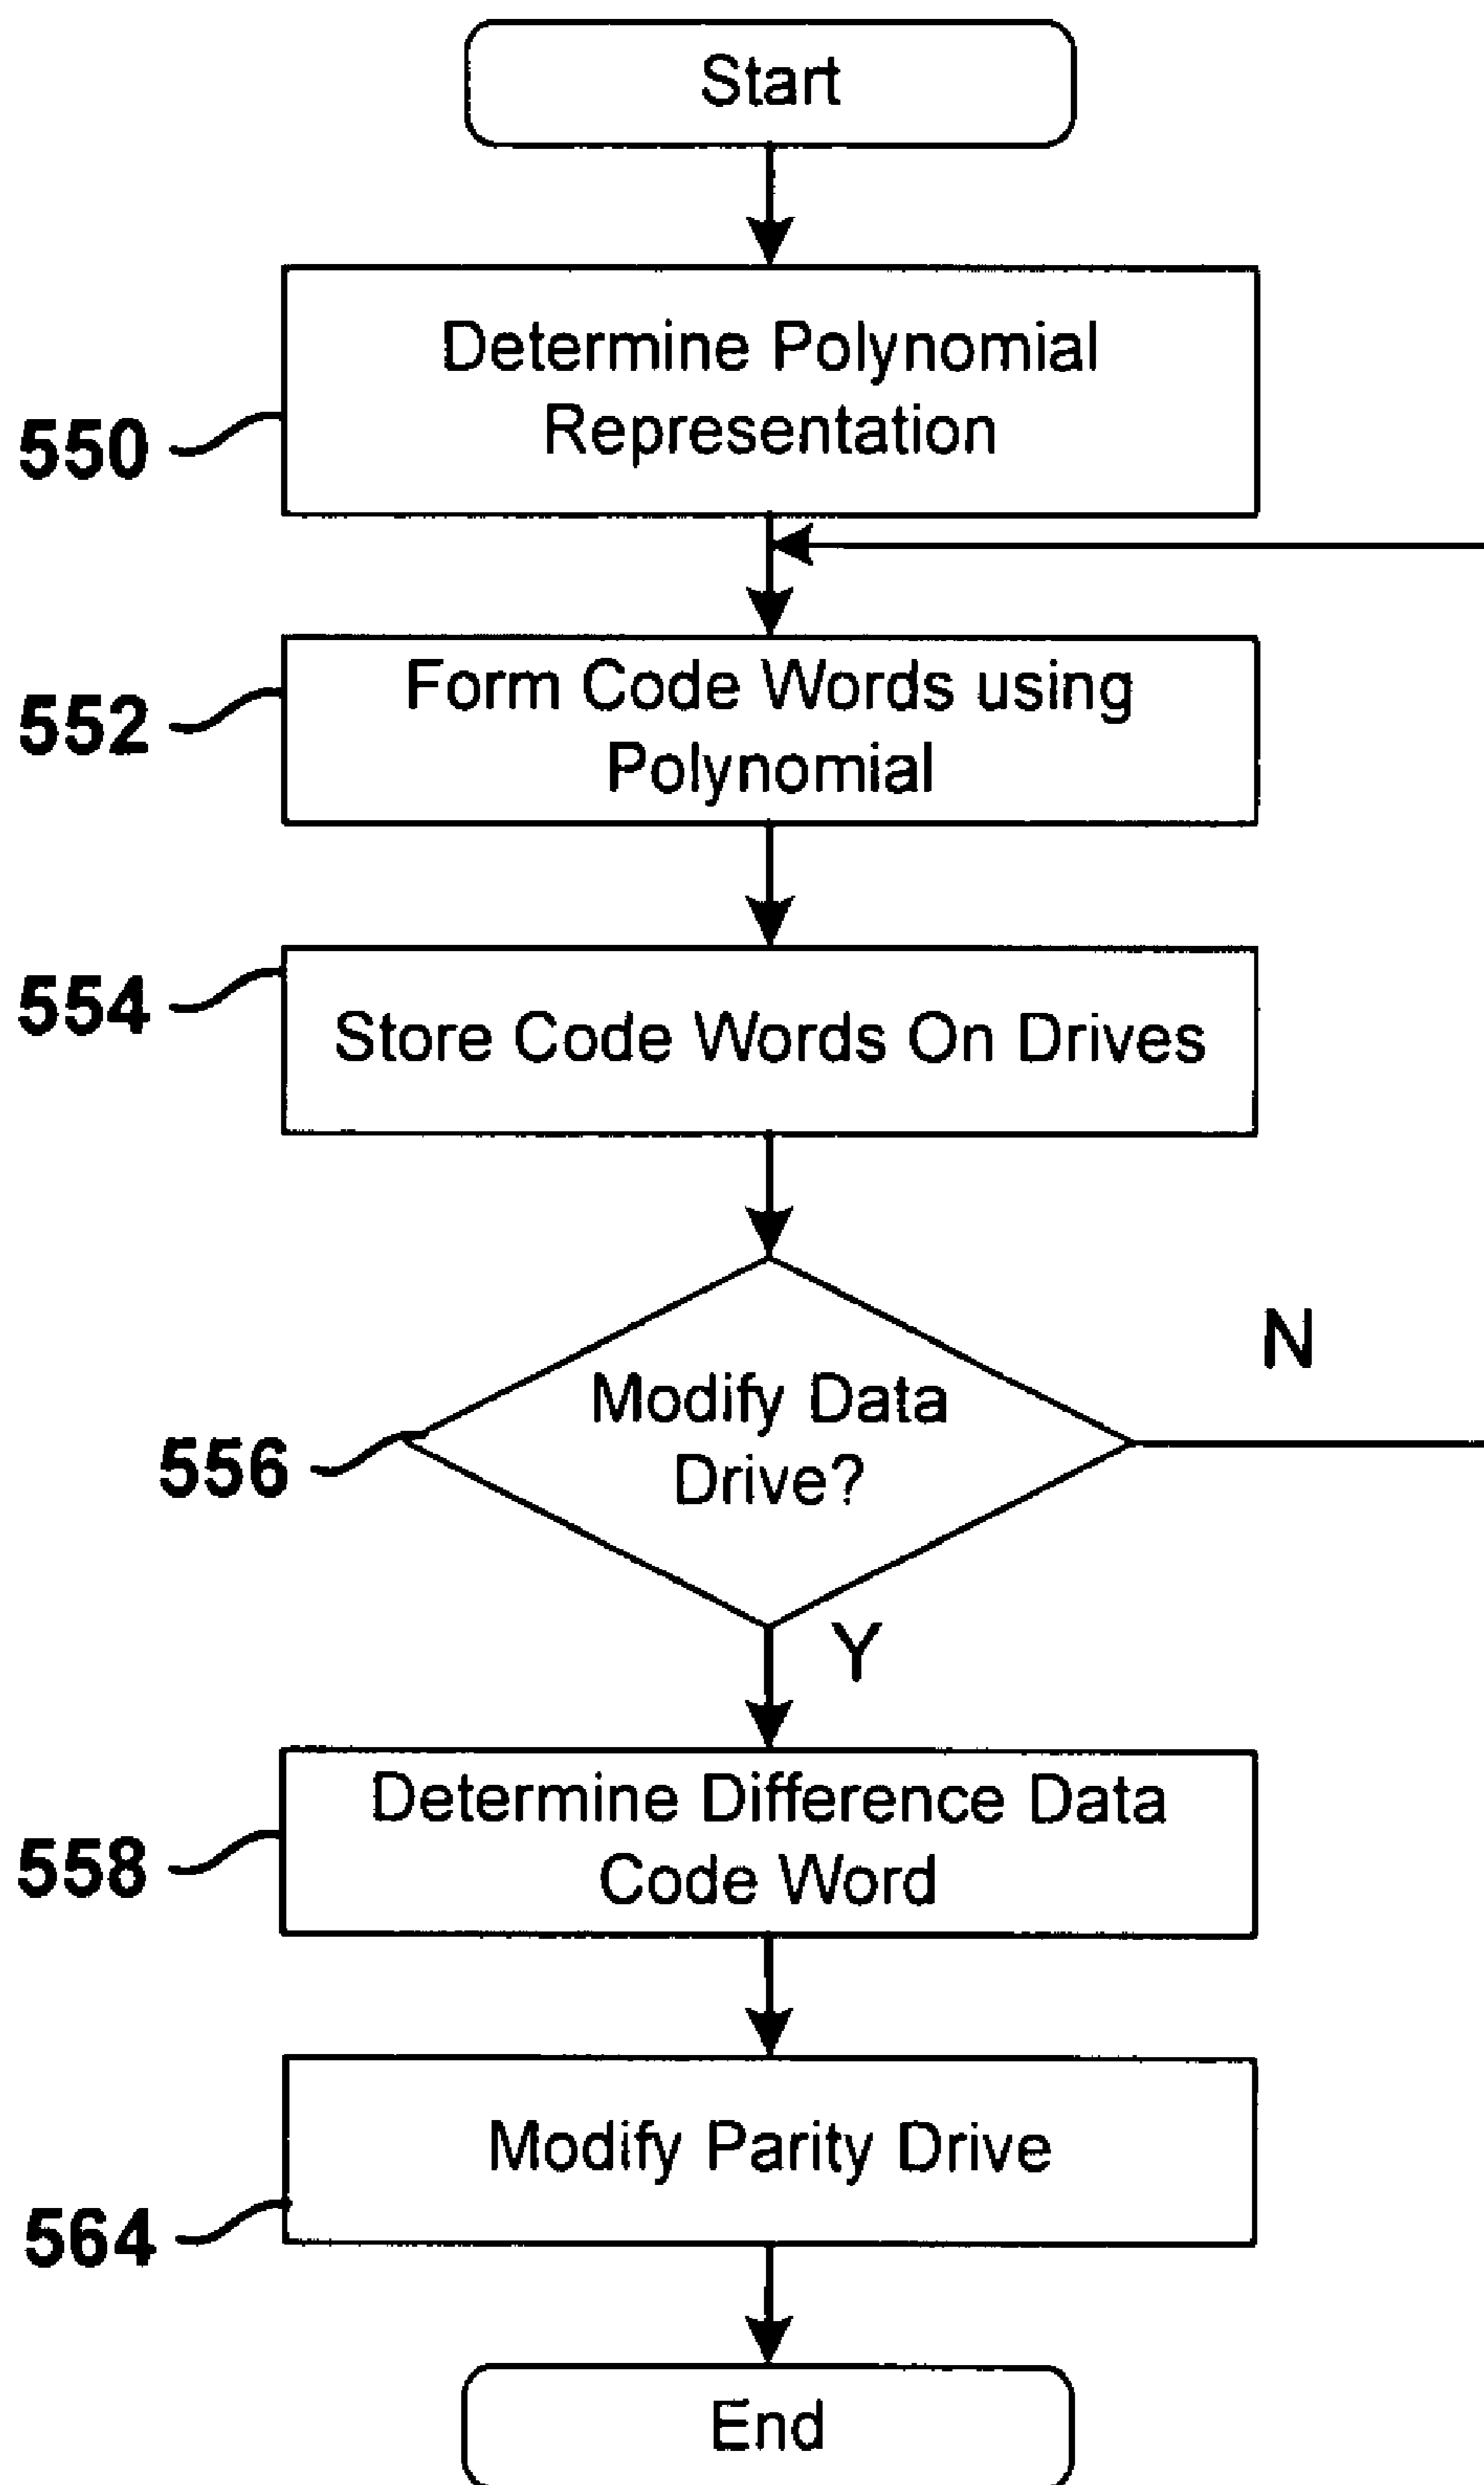 Start
Determine Polynomial
Representation
550
Form Code Words using
Polynomial
552
554
Store Code Words On Drives
N
Modify Data
Drive?
556
Y
Determine Difference Data
Code Word
558
Modify Parity Drive
564
End